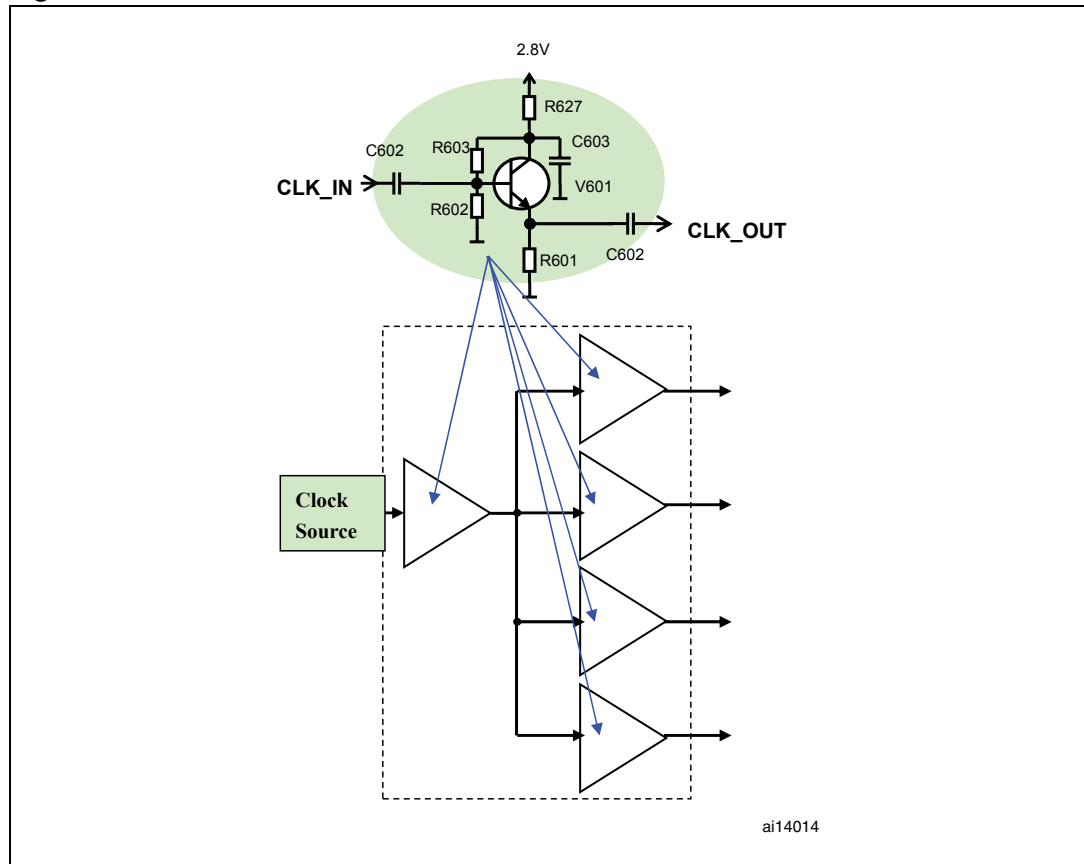 2.8V
R627
C602
R603
C603
CLK_IN
V601
R602
CLK_OUT
R601
C602
Clock
Source
ai14014